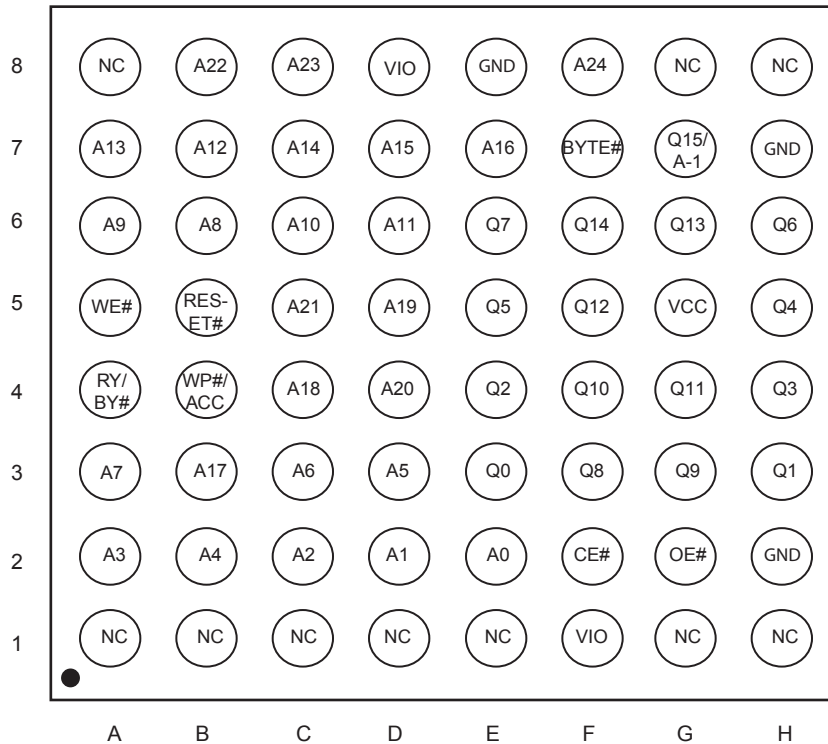 8 NC A22 A23 VIO GND A24 NC NC
7 A13 A12 A14 A15 A16 BYTE# Q15/ A-1 GND
6 A9 A8 A10 A11 Q7 Q14 Q13 Q6
5 WE# RES- ET# A21 A19 Q5 Q12 VCC Q4
4 RY/ BY# WP#/ ACC A18 A20 Q2 Q10 Q11 Q3
3 A7 A17 A6 A5 Q0 Q8 Q9 Q1
2 A3 A4 A2 A1 A0 CE# OE# GND
1 NC NC NC NC NC VIO NC NC
A B C D E F G H